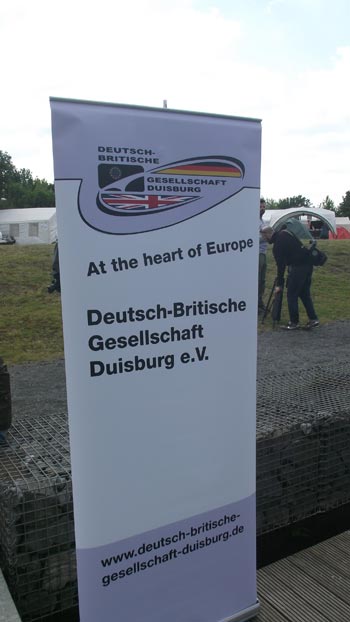 DEUTSCH-
BRITISCHE
GESELLSCHAFT
DUISBURG
At the heart of Europe
Deutsch-Britische
Gesellschaft
Duisburg e.V.
www.deutsch-britische-
gesellschaft-duisburg.de